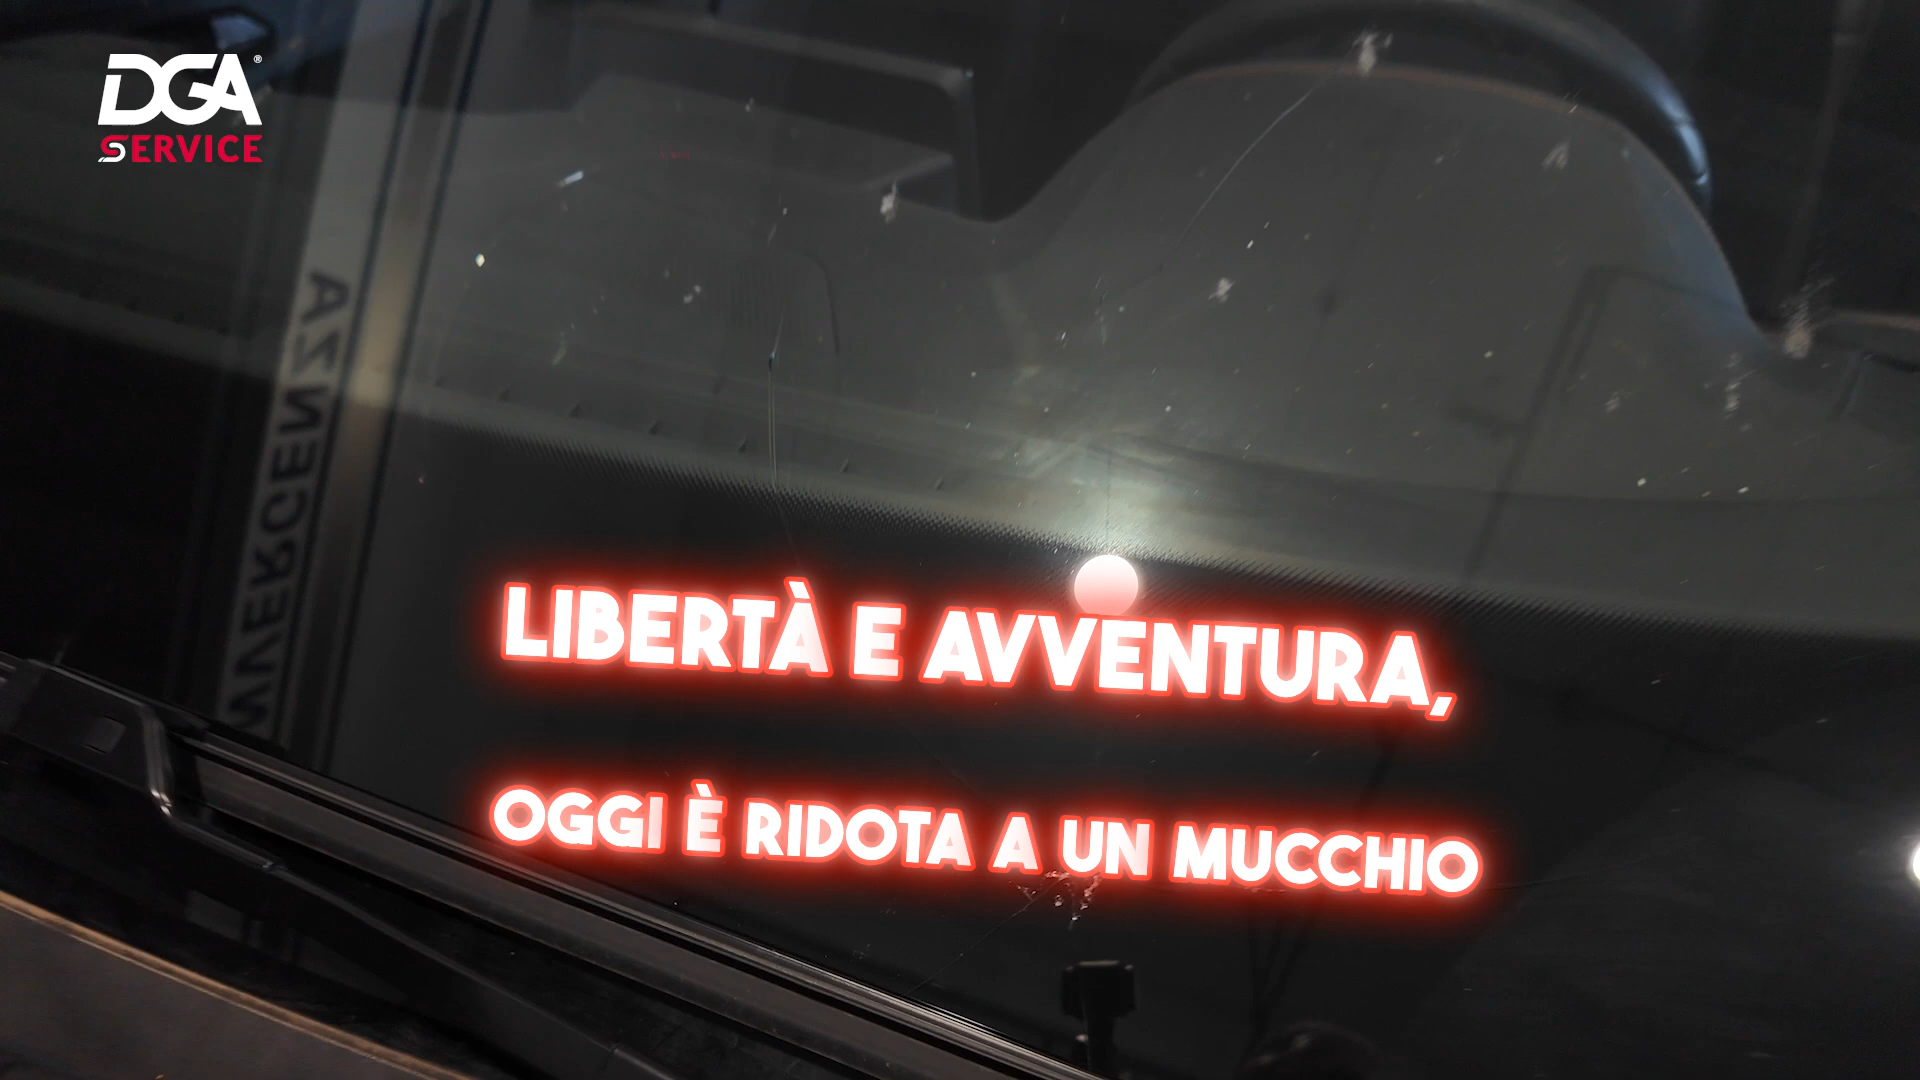 DGA®
SERVICE
LIBERTÀ E AVVENTURA,
OGGI È RIDOTA A UN MUCCHIO